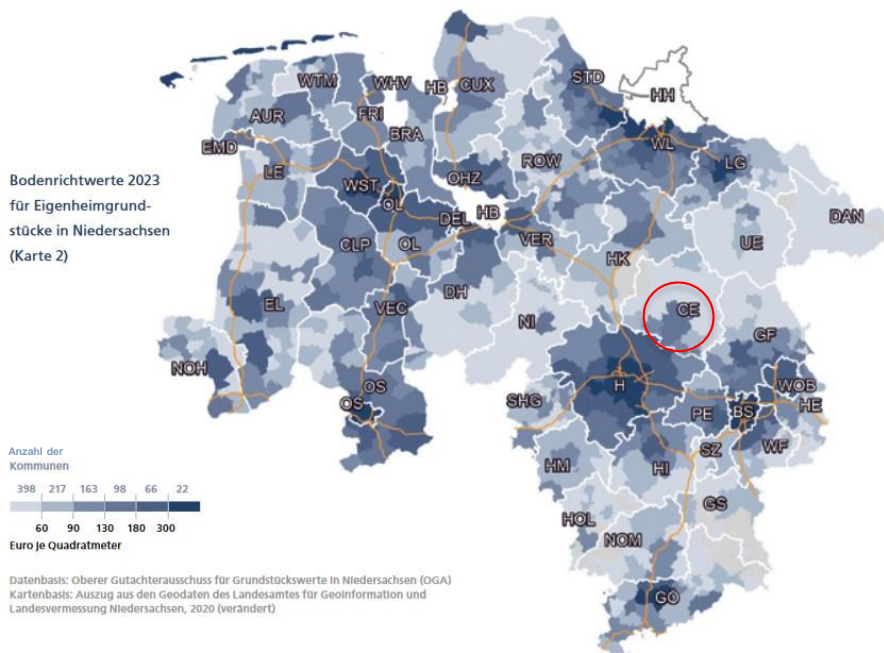 Bodenrichtwerte 2023
für Eigenheimgrund-
stücke in Niedersachsen
(Karte 2)
WTM
WHV
HB
CUX
STD
HH
AUR
FRI
BRA
EMD
LE
WST
OL
OHZ
ROW
WL
LG
DEL
HB
DAN
CLP
OL
VER
UE
HK
DH
EL
VEC
NI
CE
GF
NOH
OS
OS
H
SHG
PE
BS
WOB
HE
HM
HI
SZ
WF
HOL
NOM
GS
GÖ
Anzahl der
Kommunen
398 217 163 98 66 22
60 90 130 180 300
Euro je Quadratmeter
Datenbasis: Oberer Gutachterausschuss für Grundstückswerte in Niedersachsen (OGA)
Kartenbasis: Auszug aus den Geodaten des Landesamtes für Geoinformation und
Landesvermessung Niedersachsen, 2020 (verändert)